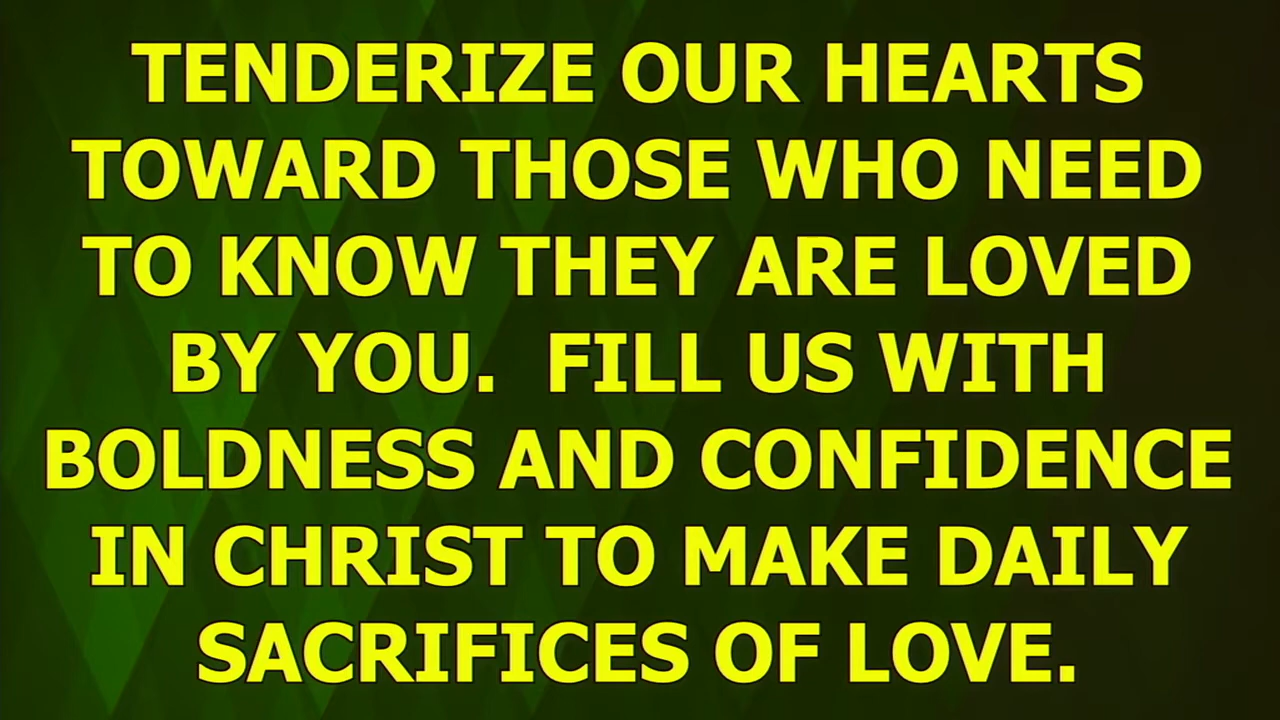 TENDERIZE OUR HEARTS
TOWARD THOSE WHO NEED
TO KNOW THEY ARE LOVED
BY YOU.  FILL US WITH
BOLDNESS AND CONFIDENCE
IN CHRIST TO MAKE DAILY
SACRIFICES OF LOVE.